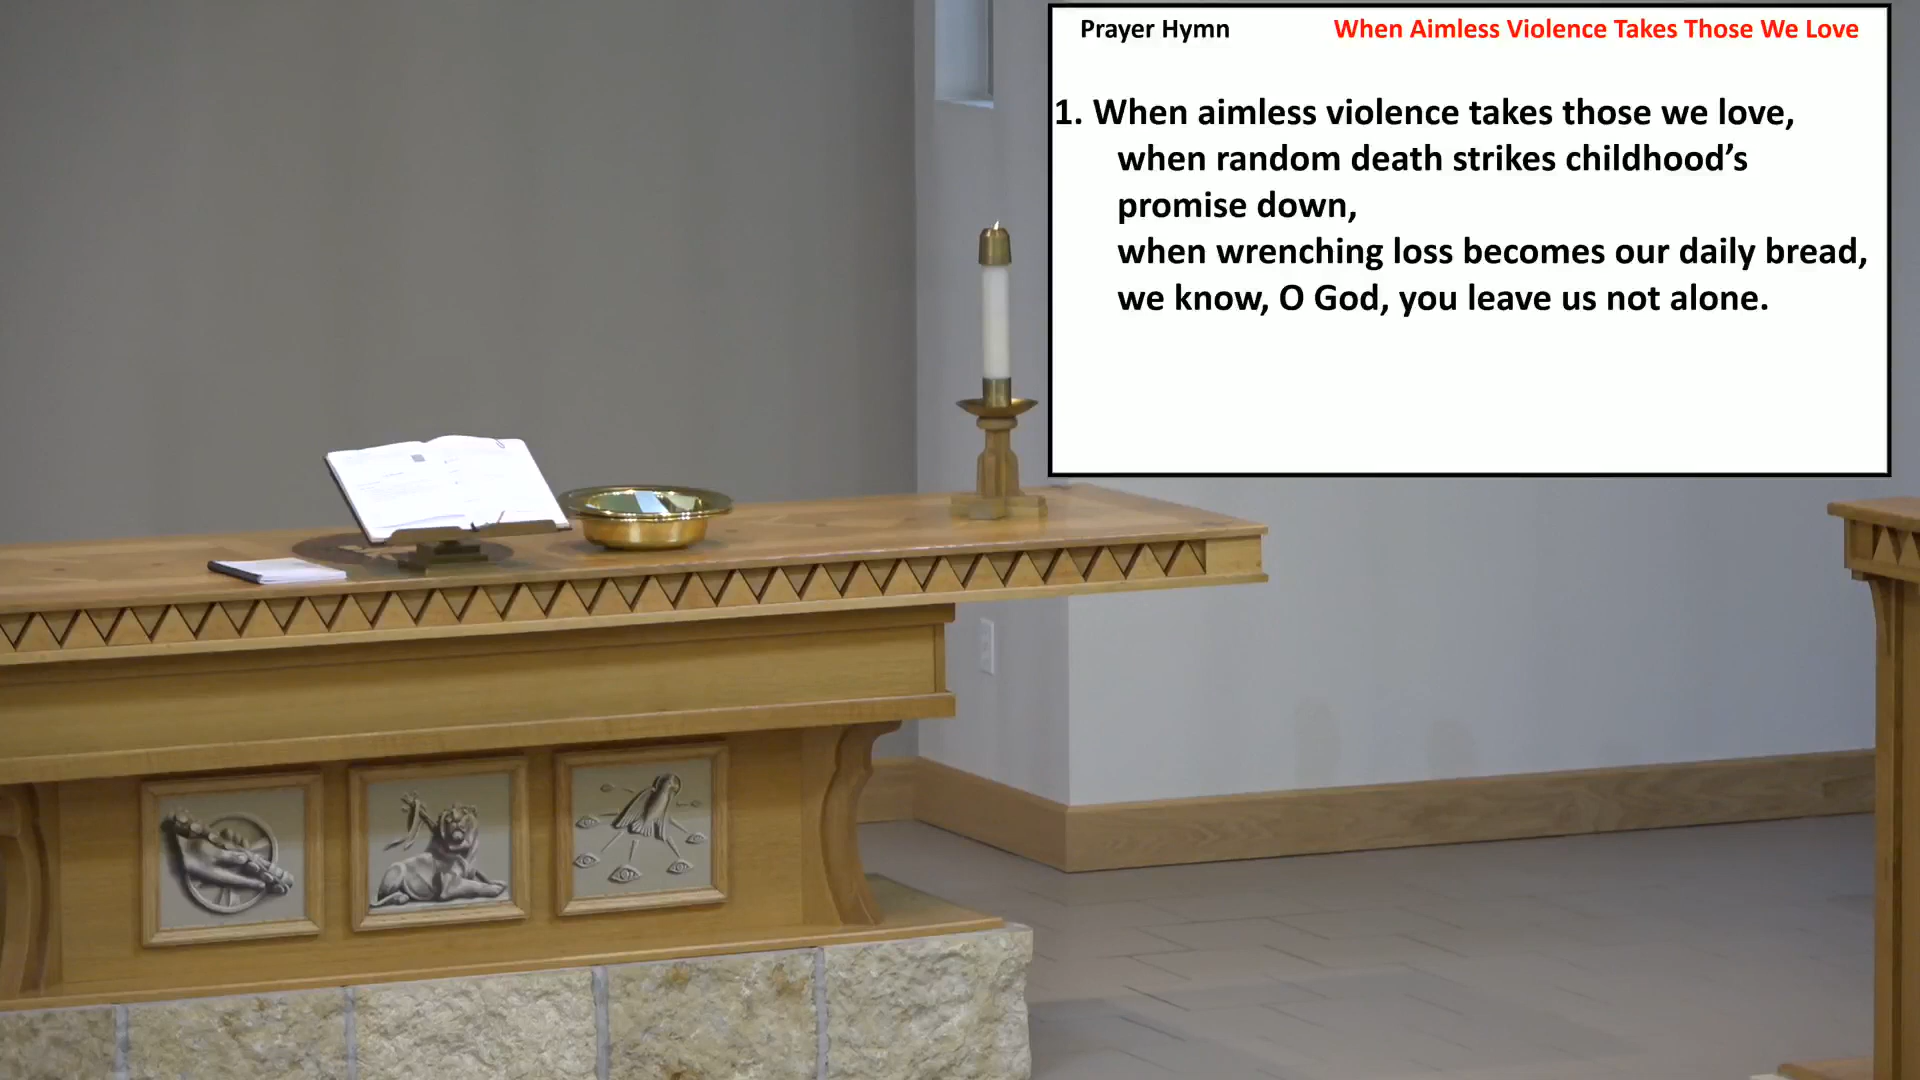 Prayer Hymn When Aimless Violence Takes Those We Love
1. When aimless violence takes those we love,
when random death strikes childhood’s
promise down,
when wrenching loss becomes our daily bread,
we know, O God, you leave us not alone.